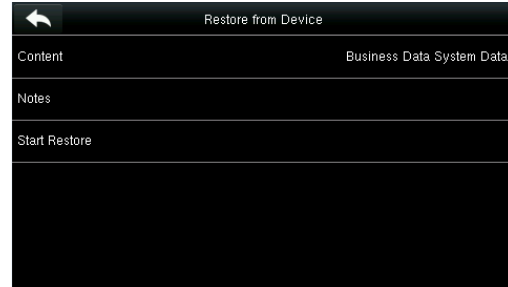 Restore from Device
Content Business Data System Data
Notes
Start Restore